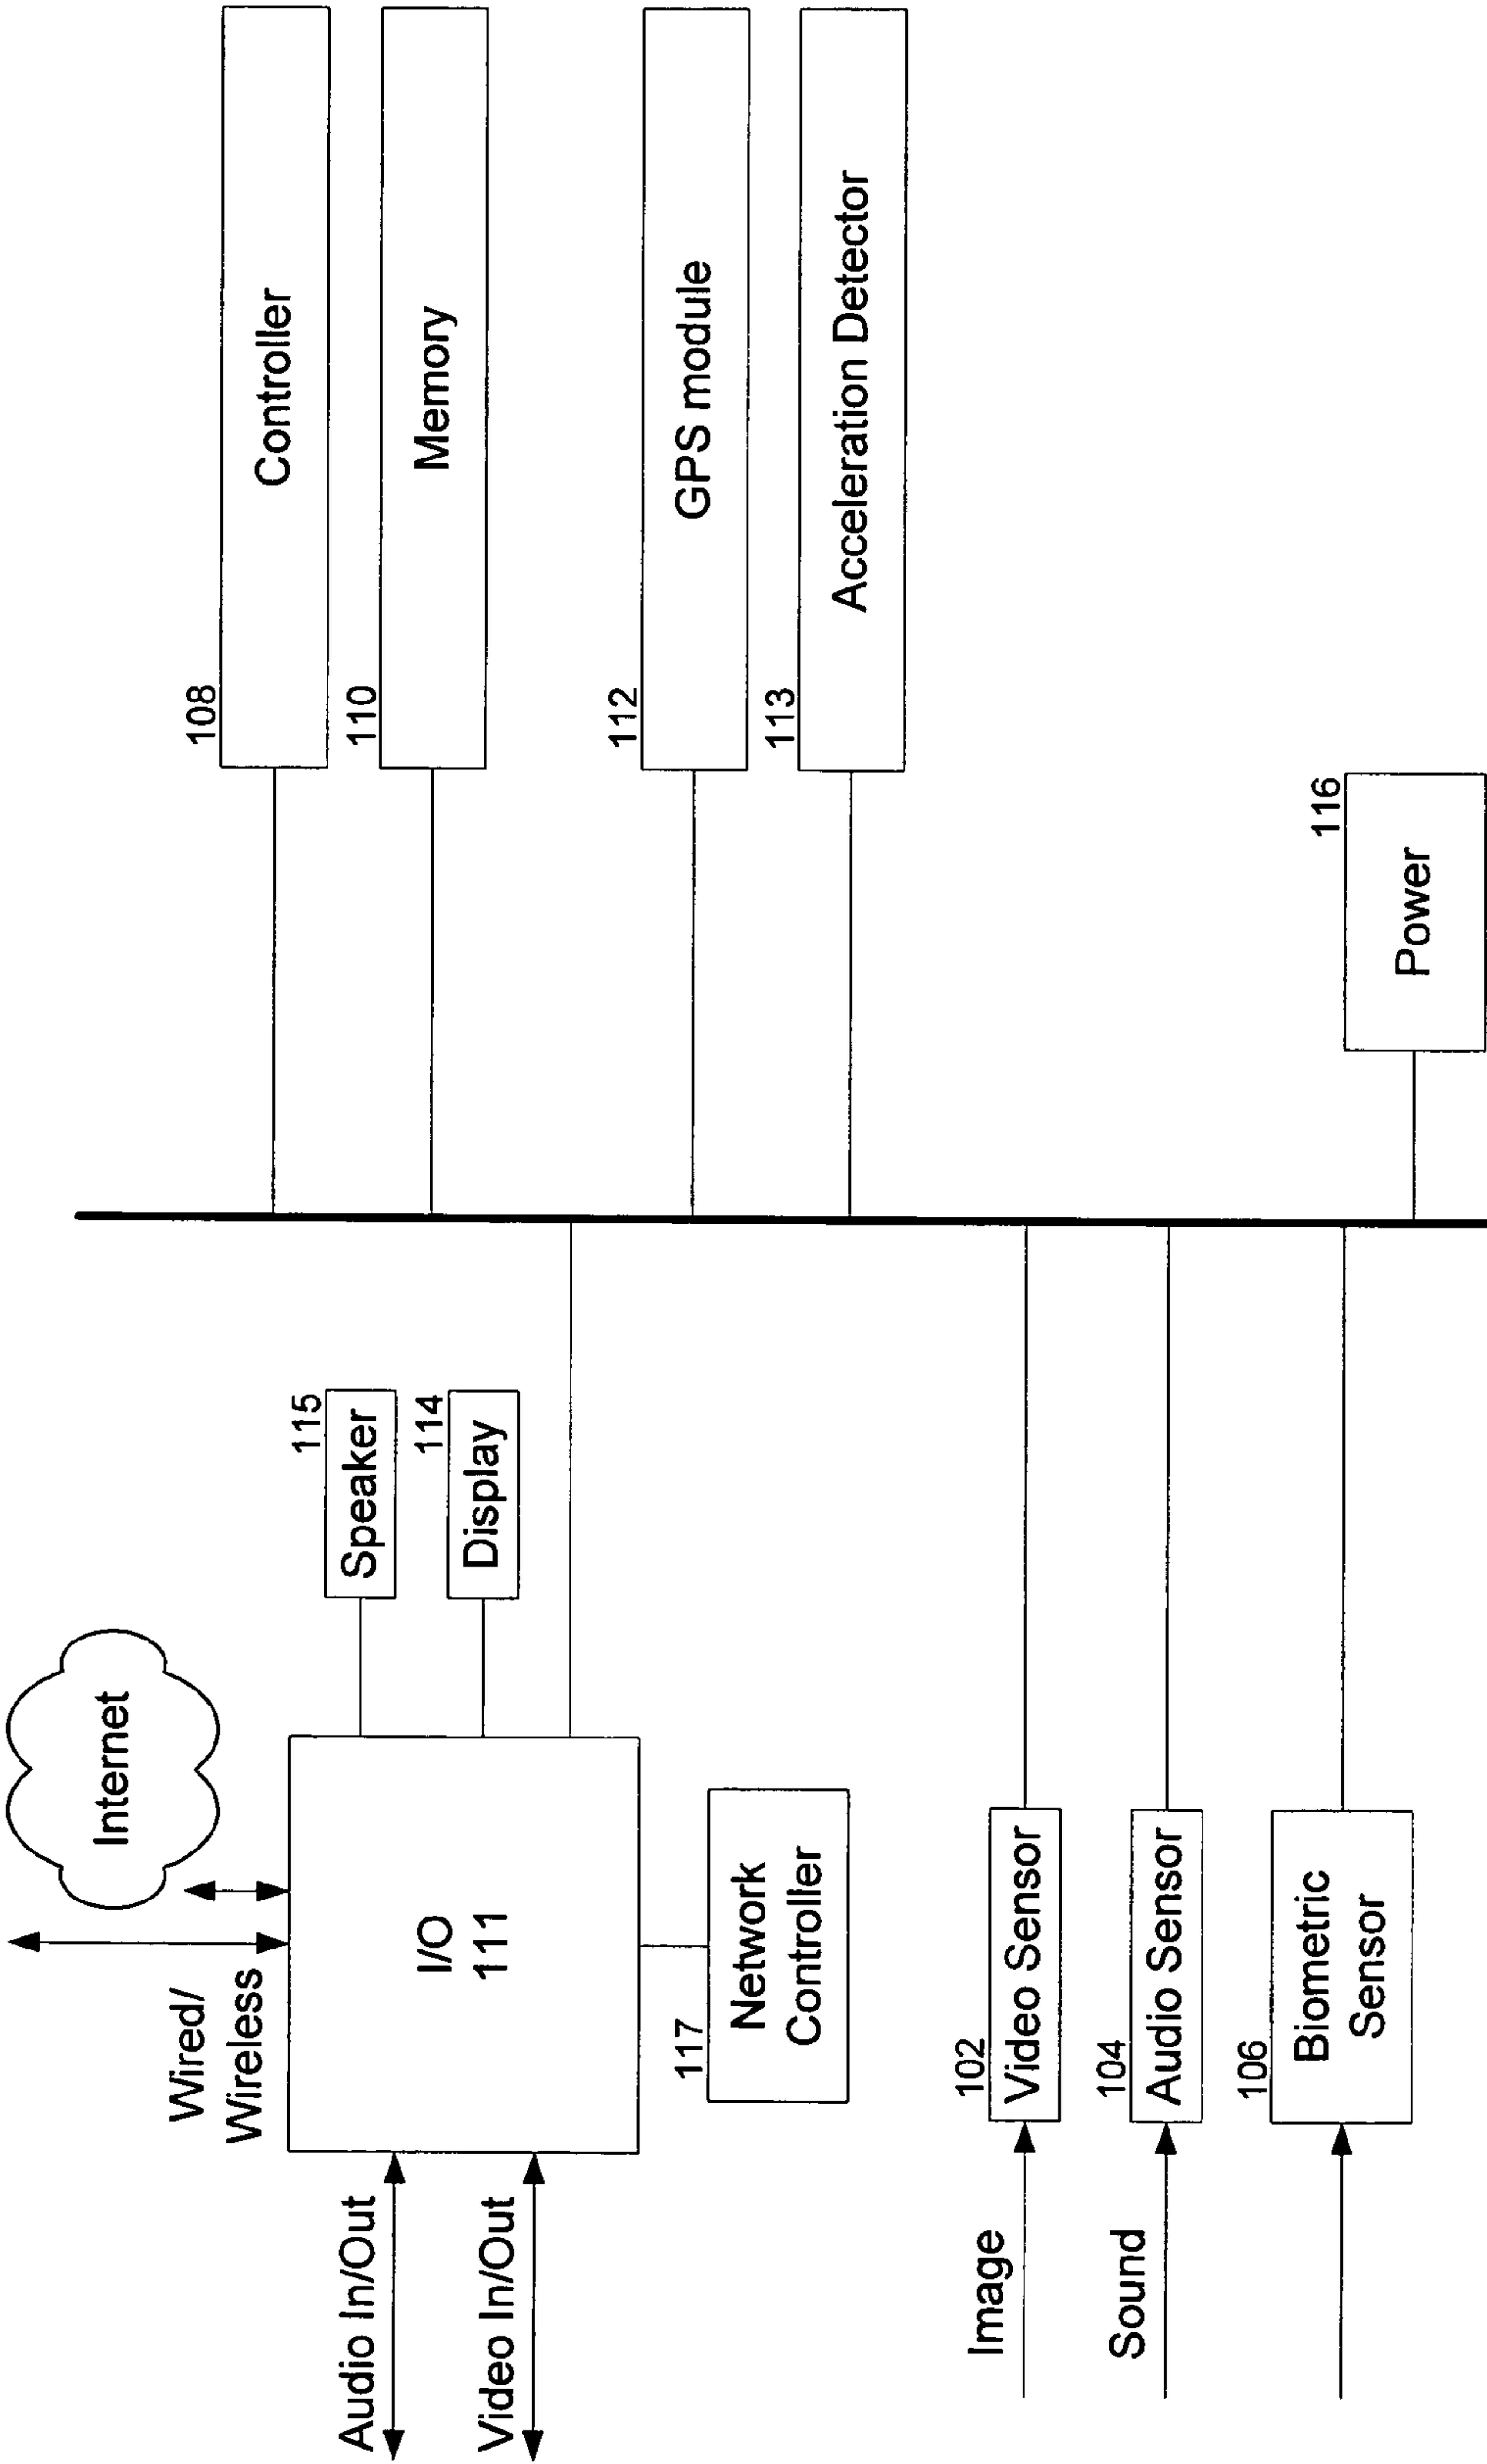 Internet
Wired/
Wireless
Audio In/Out
Video In/Out
I/O
111
115
Speaker
114
Display
117
Network
Controller
Image
102
Video Sensor
Sound
104
Audio Sensor
106
Biometric
Sensor
108
Controller
110
Memory
112
GPS module
113
Acceleration Detector
116
Power